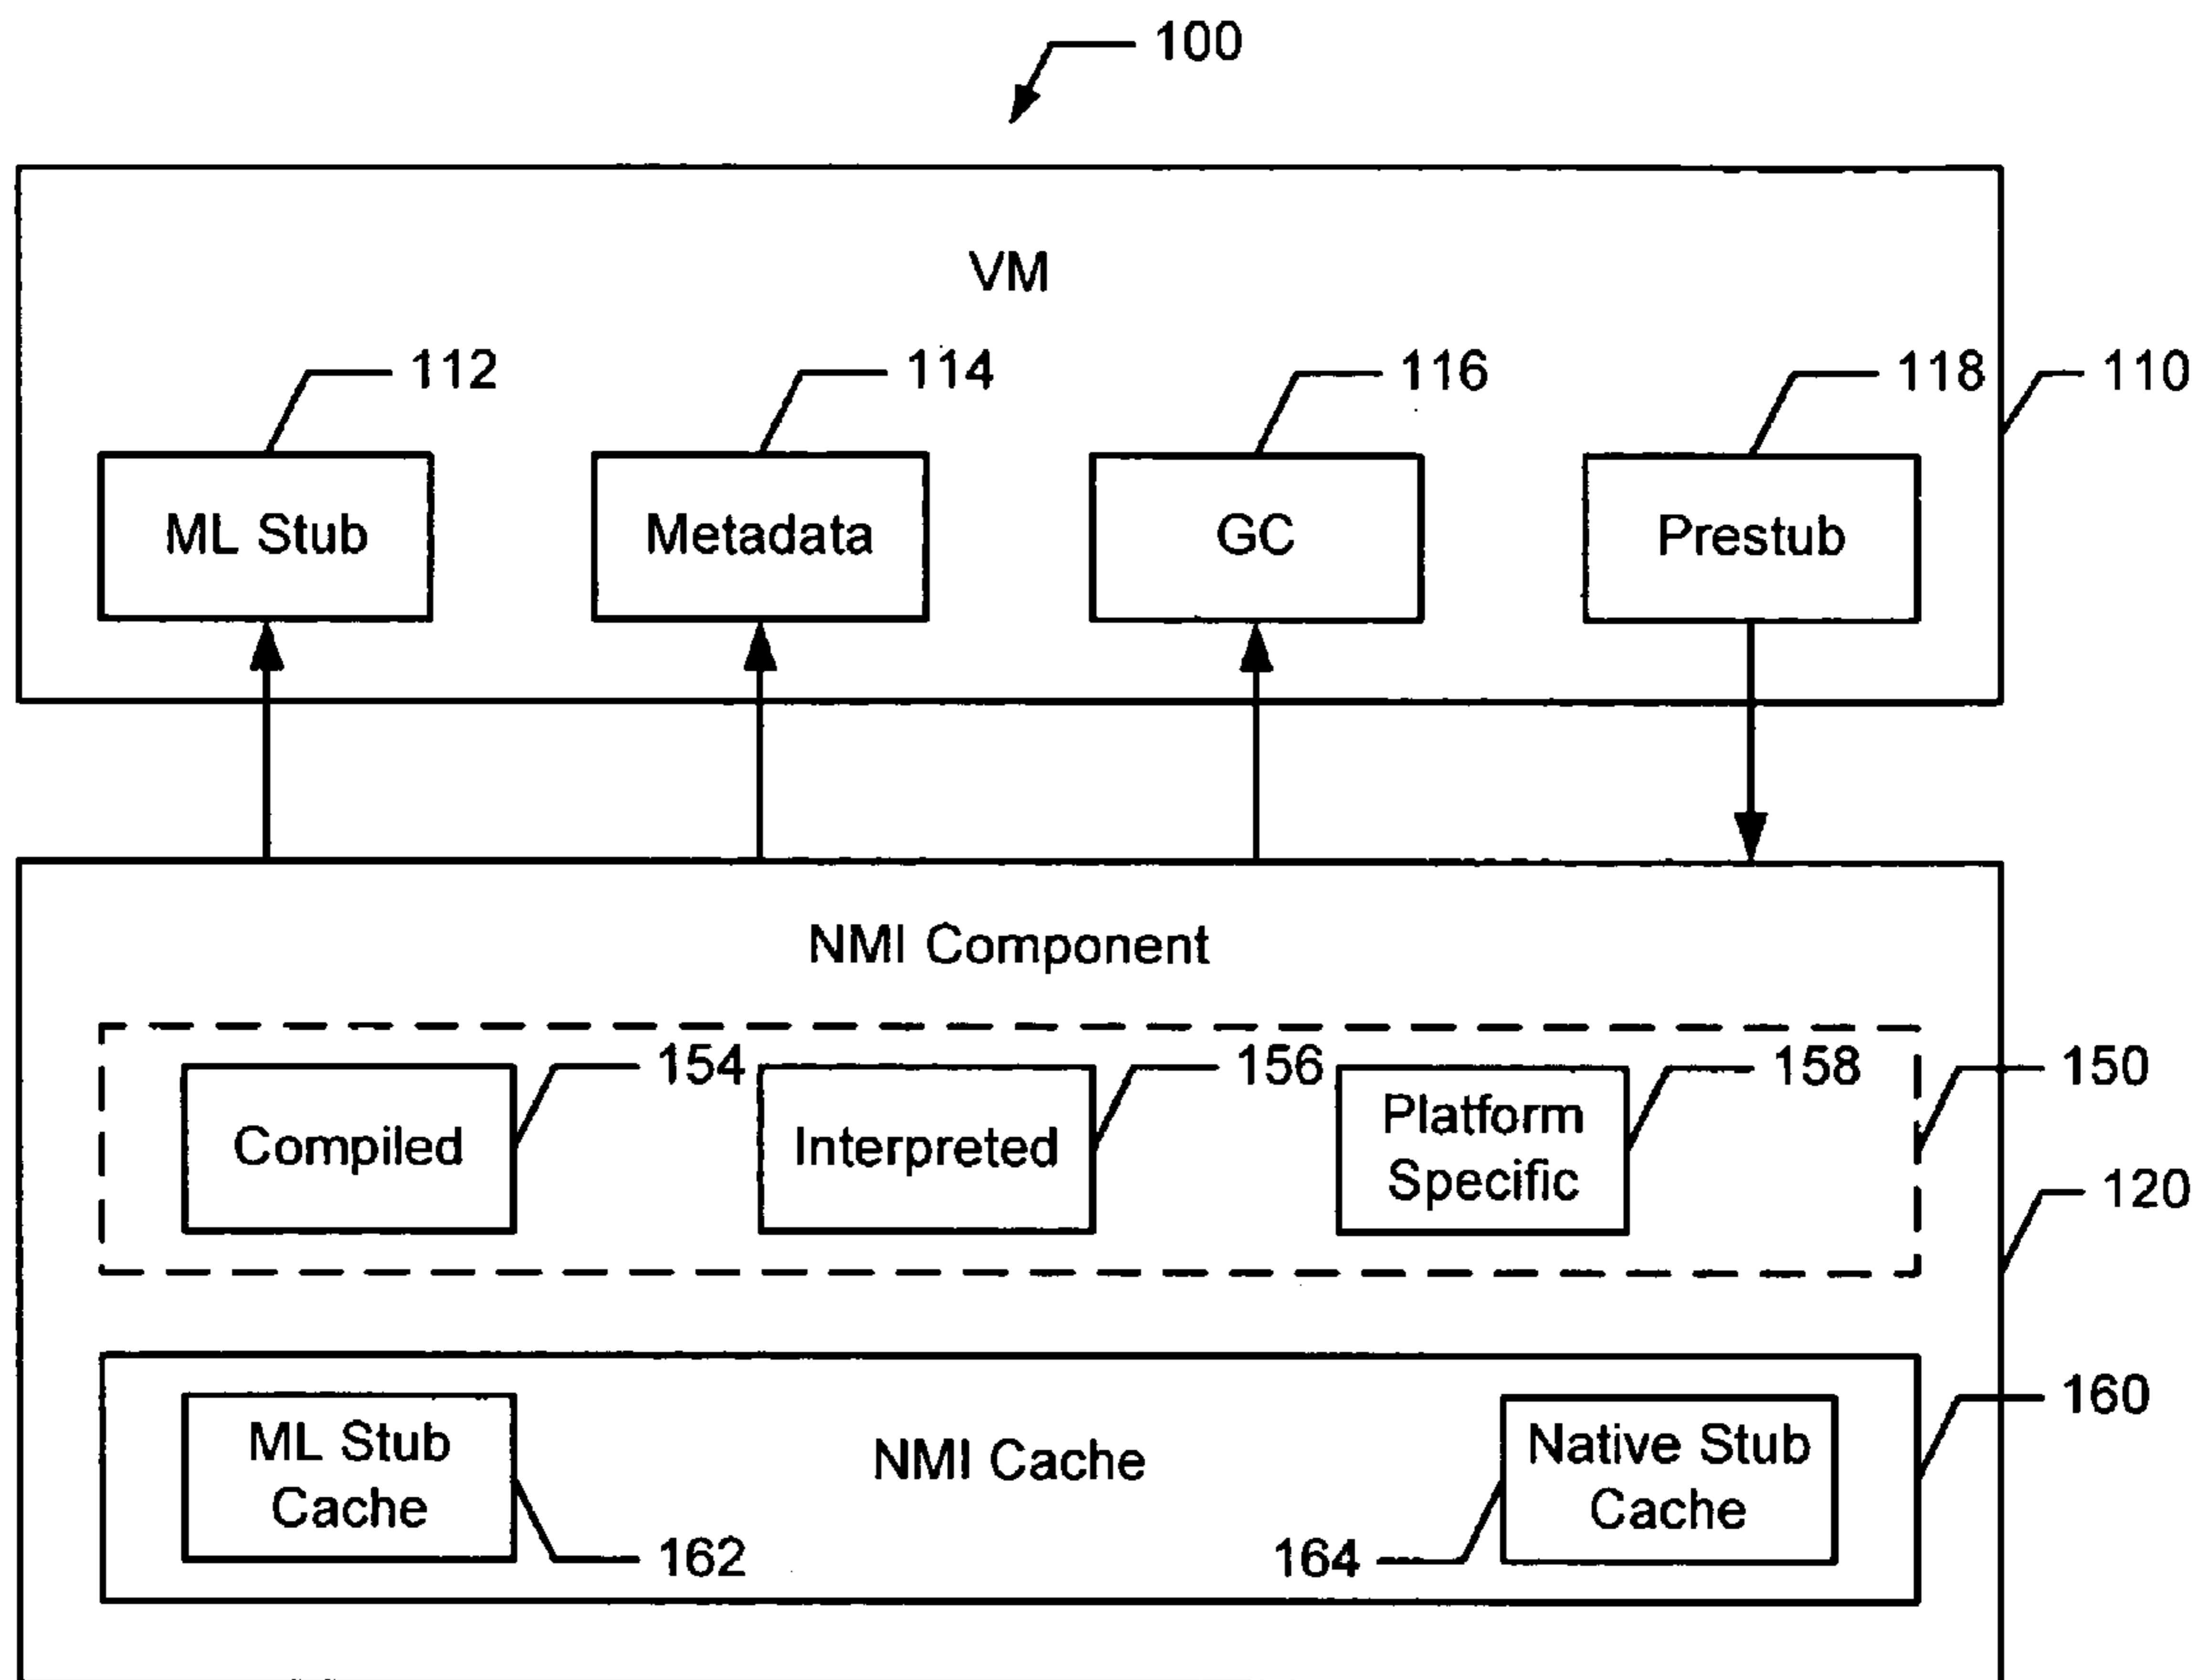 100
VM
112
114
116
118
110
ML Stub
Metadata
GC
Prestub
NMI Component
154
156
158
150
Compiled
Interpreted
Platform
Specific
120
ML Stub
Cache
NMI Cache
Native Stub
Cache
160
162
164